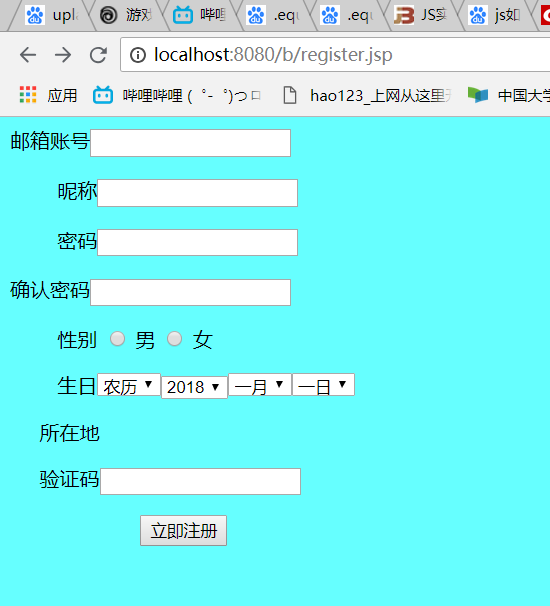 upl 游戏 哔哩 .equ .equ JS实 js如
localhost:8080/b/register.jsp
应用 哔哩哔哩 ( ゜- ゜)つロ hao123_上网从这里 中国大
邮箱账号
昵称
密码
确认密码
性别 男 女
生日 农历 2018 一月 一日
所在地
验证码
立即注册